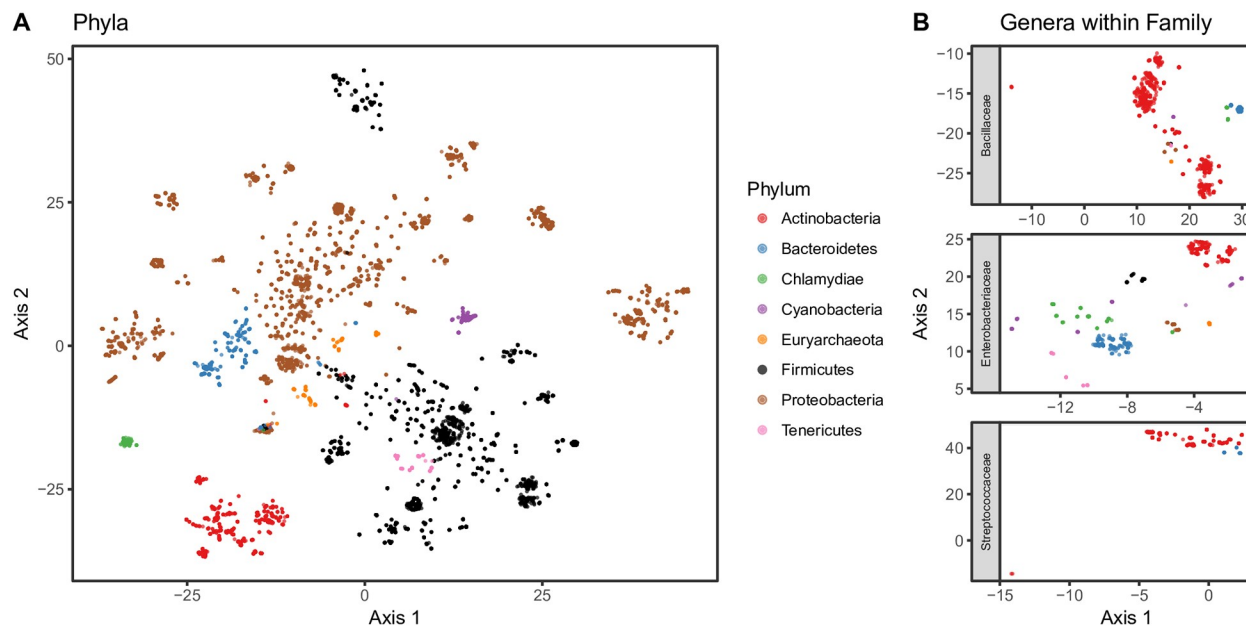 A Phyla
50
25
0
−25
Axis 2
−25 0 25
Axis 1
Phylum
Actinobacteria
Bacteroidetes
Chlamydiae
Cyanobacteria
Euryarchaeota
Firmicutes
Proteobacteria
Tenericutes
B Genera within Family
Axis 2
Bacillaceae
−10
−15
−20
−25
−10 0 10 20 30
Enterobacteriaceae
25
20
15
10
5
−12 −8 −4
Streptococcaceae
40
20
0
−15 −10 −5 0
Axis 1